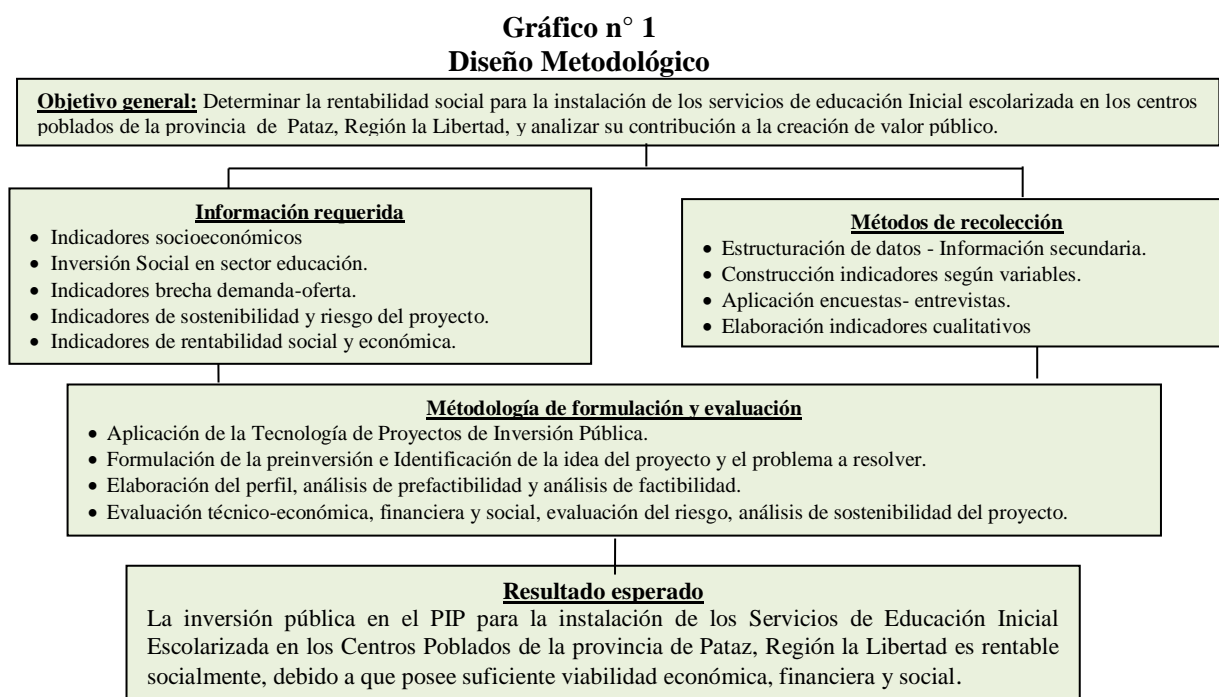 Gráfico n° 1
Diseño Metodológico
Objetivo general: Determinar la rentabilidad social para la instalación de los servicios de educación Inicial escolarizada en los centros
poblados de la provincia de Pataz, Región la Libertad, y analizar su contribución a la creación de valor público.
Información requerida
• Indicadores socioeconómicos
• Inversión Social en sector educación.
• Indicadores brecha demanda-oferta.
• Indicadores de sostenibilidad y riesgo del proyecto.
• Indicadores de rentabilidad social y económica.
Métodos de recolección
• Estructuración de datos - Información secundaria.
• Construcción indicadores según variables.
• Aplicación encuestas- entrevistas.
• Elaboración indicadores cualitativos
Métodología de formulación y evaluación
• Aplicación de la Tecnología de Proyectos de Inversión Pública.
• Formulación de la preinversión e Identificación de la idea del proyecto y el problema a resolver.
• Elaboración del perfil, análisis de prefactibilidad y análisis de factibilidad.
• Evaluación técnico-económica, financiera y social, evaluación del riesgo, análisis de sostenibilidad del proyecto.
Resultado esperado
La inversión pública en el PIP para la instalación de los Servicios de Educación Inicial
Escolarizada en los Centros Poblados de la provincia de Pataz, Región la Libertad es rentable
socialmente, debido a que posee suficiente viabilidad económica, financiera y social.